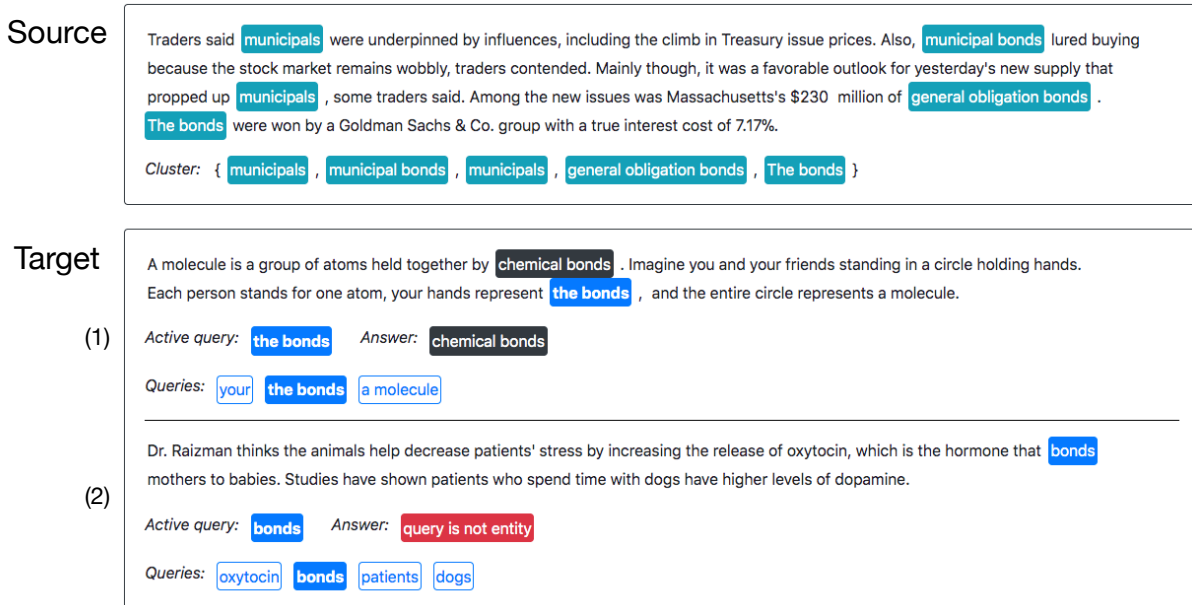 Source
Traders said municipals were underpinned by influences, including the climb in Treasury issue prices. Also, municipal bonds lured buying
because the stock market remains wobbly, traders contended. Mainly though, it was a favorable outlook for yesterday's new supply that
propped up municipals , some traders said. Among the new issues was Massachusetts's $230 million of general obligation bonds .
The bonds were won by a Goldman Sachs & Co. group with a true interest cost of 7.17%.
Cluster: { municipals , municipal bonds , municipals , general obligation bonds , The bonds }
Target
A molecule is a group of atoms held together by chemical bonds . Imagine you and your friends standing in a circle holding hands.
Each person stands for one atom, your hands represent the bonds , and the entire circle represents a molecule.
(1)
Active query: the bonds Answer: chemical bonds
Queries: your the bonds a molecule
Dr. Raizman thinks the animals help decrease patients' stress by increasing the release of oxytocin, which is the hormone that bonds
mothers to babies. Studies have shown patients who spend time with dogs have higher levels of dopamine.
(2)
Active query: bonds Answer: query is not entity
Queries: oxytocin bonds patients dogs